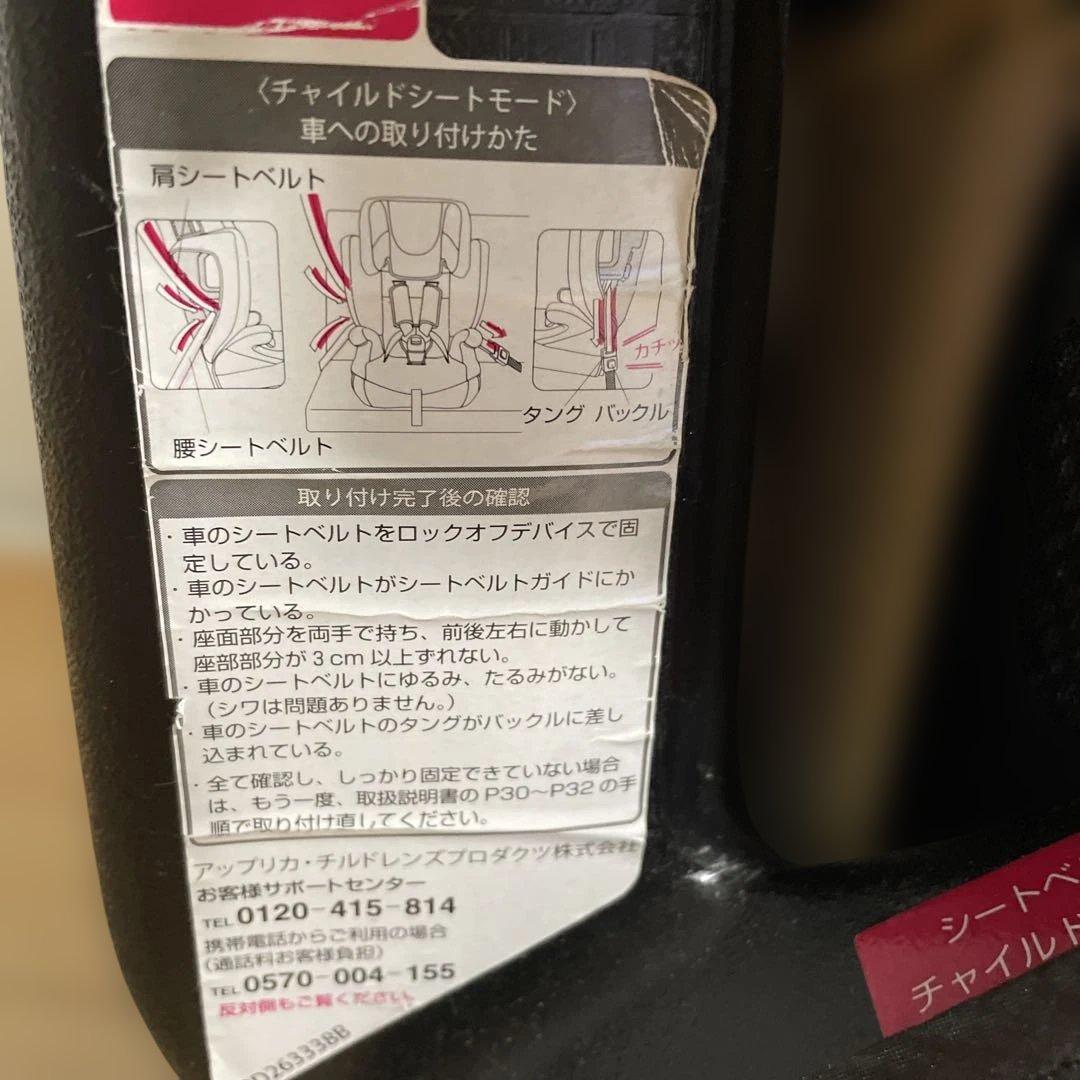 〈チャイルドシートモード〉
車への取り付けかた
肩シートベルト
カチッ
タング バックル
腰シートベルト
取り付け完了後の確認
・車のシートベルトをロックオフデバイスで固
定している。
・車のシートベルトがシートベルトガイドにか
かっている。
・座面部分を両手で持ち、前後左右に動かして
座部部分が3cm以上ずれない。
・車のシートベルトにゆるみ、たるみがない。
（シワは問題ありません。）
・車のシートベルトのタングがバックルに差し
込まれている。
・全て確認し、しっかり固定できていない場合
は、もう一度、取扱説明書のP30〜P32の手
順で取り付け直してください。
アップリカ・チルドレンズプロダクツ株式会社
お客様サポートセンター
TEL 0120-415-814
携帯電話からご利用の場合
（通話料お客様負担）
TEL 0570-004-155
反対側もご覧ください。
D26333BB
シートベ
チャイルド